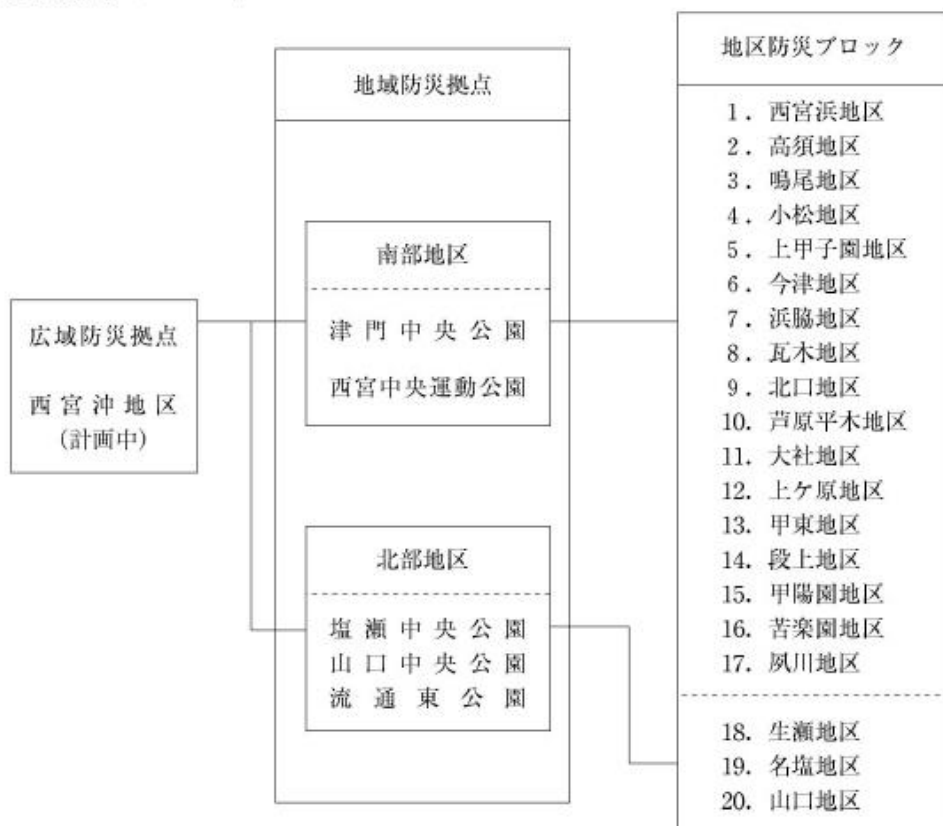 広域防災拠点
西宮沖地区
(計画中)
地域防災拠点
南部地区
津門中央公園
西宮中央運動公園
北部地区
塩瀬中央公園
山口中央公園
流通東公園
地区防災ブロック
1．西宮浜地区
2．高須地区
3．鳴尾地区
4．小松地区
5．上甲子園地区
6．今津地区
7．浜脇地区
8．瓦木地区
9．北口地区
10．芦原平木地区
11．大社地区
12．上ケ原地区
13．甲東地区
14．段上地区
15．甲陽園地区
16．苦楽園地区
17．夙川地区
18．生瀬地区
19．名塩地区
20．山口地区